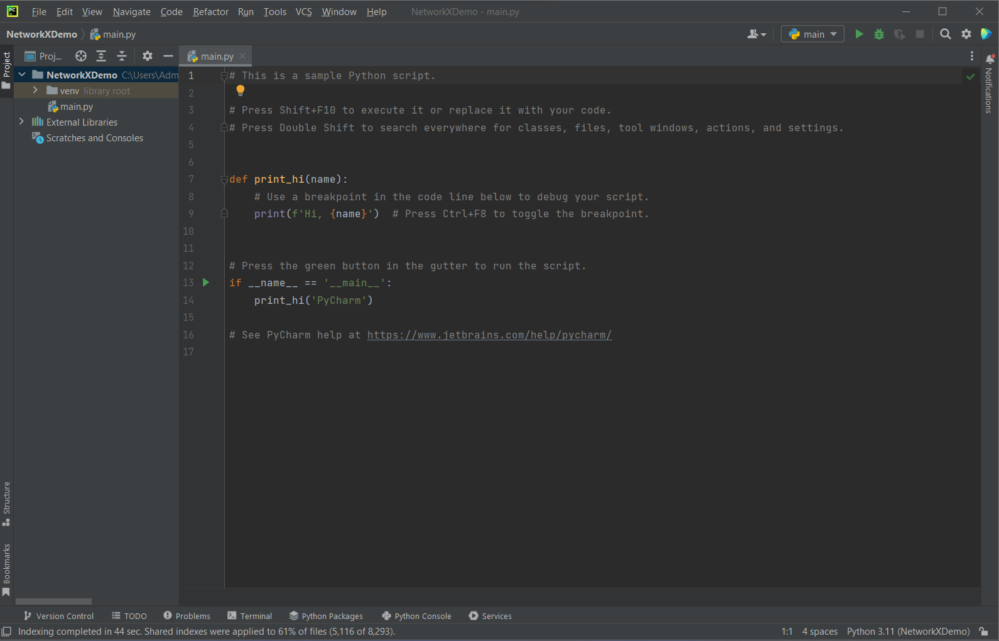 PC
File Edit View Navigate Code Refactor Run Tools VCS Window Help NetworkXDemo - main.py
NetworkXDemo main.py
main
Project
Proj...
main.py
NetworkXDemo C:\Users\Adm
venv library root
main.py
External Libraries
Scratches and Consoles
1 # This is a sample Python script.
2
3 # Press Shift+F10 to execute it or replace it with your code.
4 # Press Double Shift to search everywhere for classes, files, tool windows, actions, and settings.
5
6
7 def print_hi(name):
8     # Use a breakpoint in the code line below to debug your script.
9     print(f'Hi, {name}')  # Press Ctrl+F8 to toggle the breakpoint.
10
11
12 # Press the green button in the gutter to run the script.
13 if __name__ == '__main__':
14     print_hi('PyCharm')
15
16 # See PyCharm help at https://www.jetbrains.com/help/pycharm/
17
Notifications
Structure
Bookmarks
Version Control TODO Problems Terminal Python Packages Python Console Services
Indexing completed in 44 sec. Shared indexes were applied to 61% of files (5,116 of 8,293). 1:1 4 spaces Python 3.11 (NetworkXDemo)